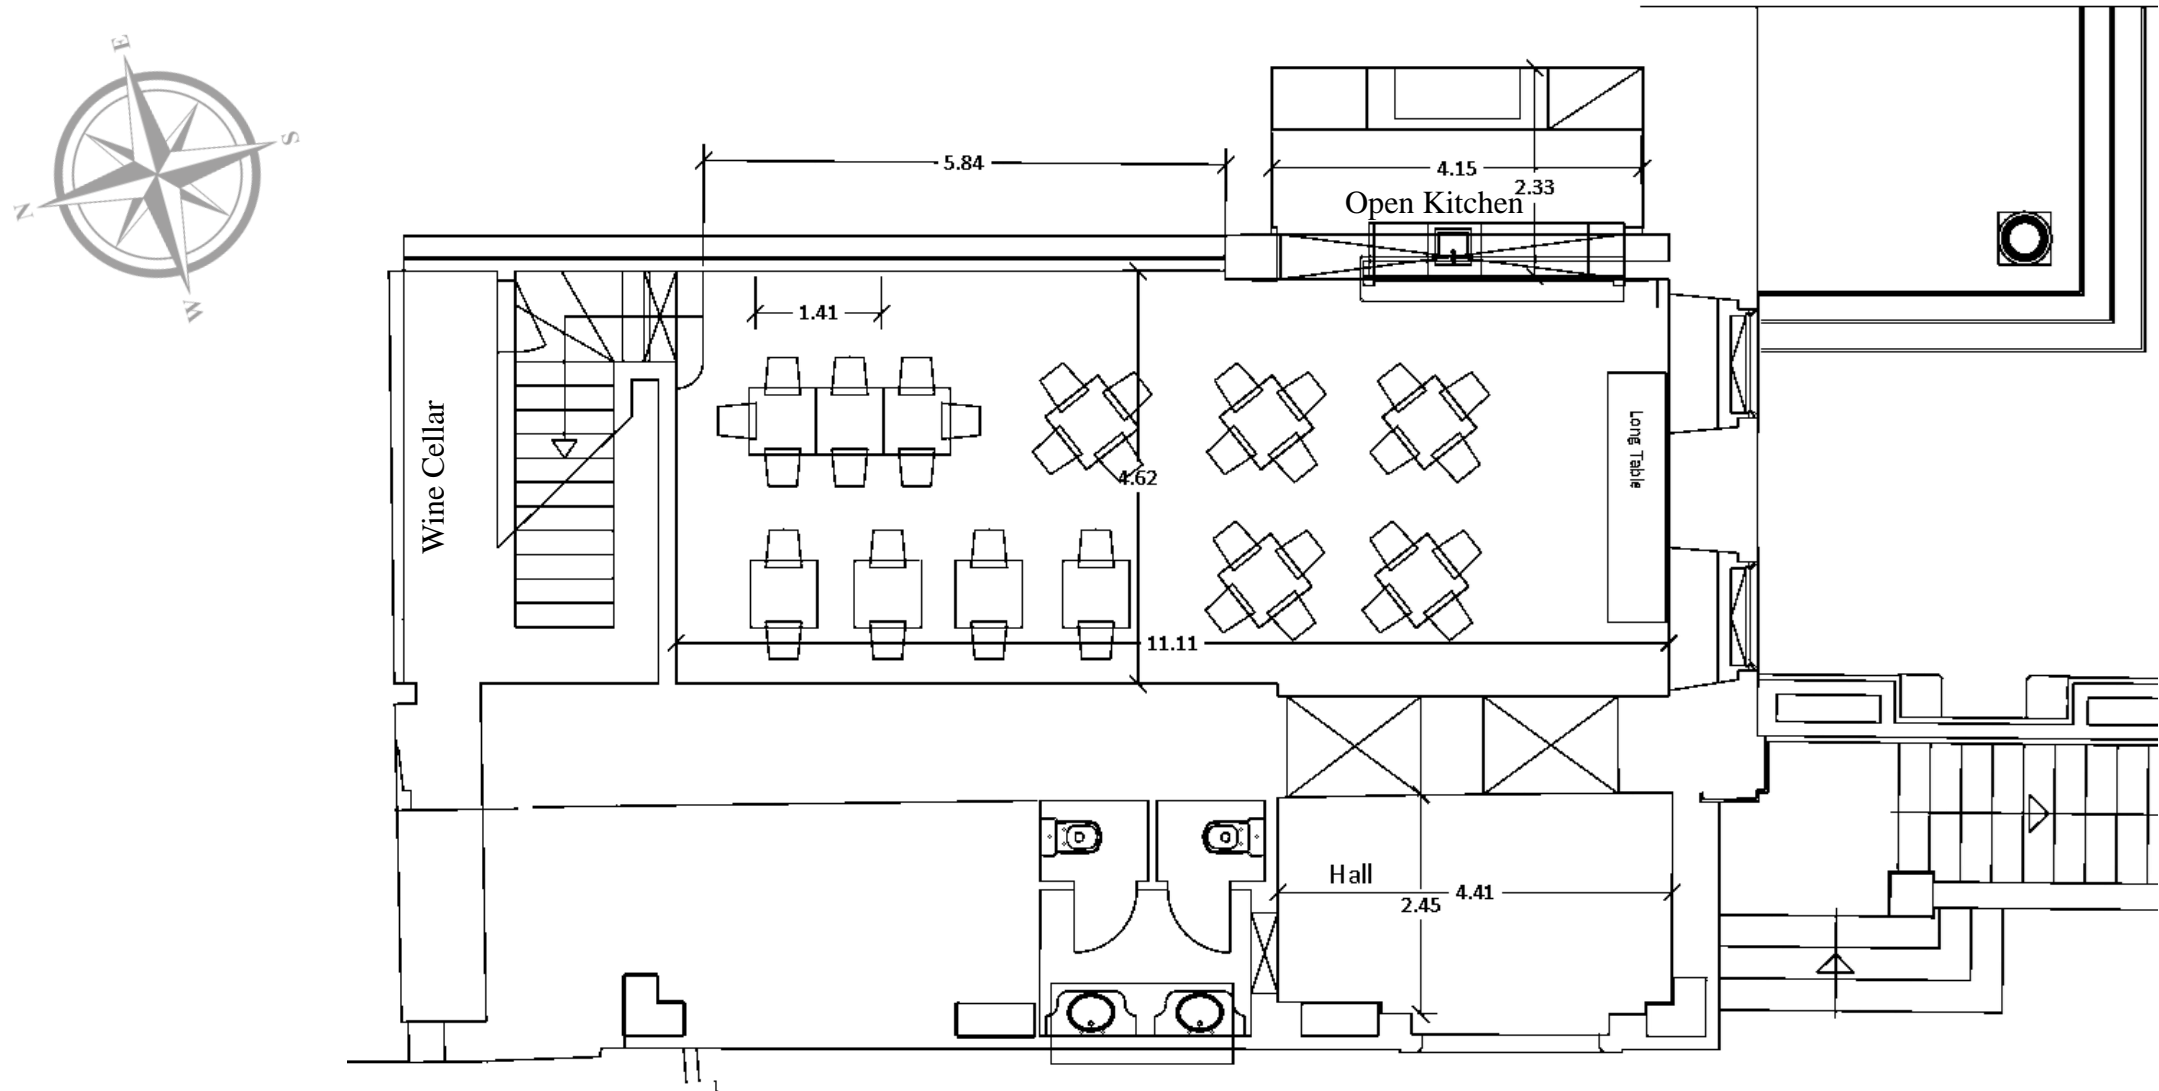 E
S
N
W
5.84
4.15
2.33
Open Kitchen
1.41
Wine Cellar
Long Table
4.62
11.11
Hall
4.41
2.45